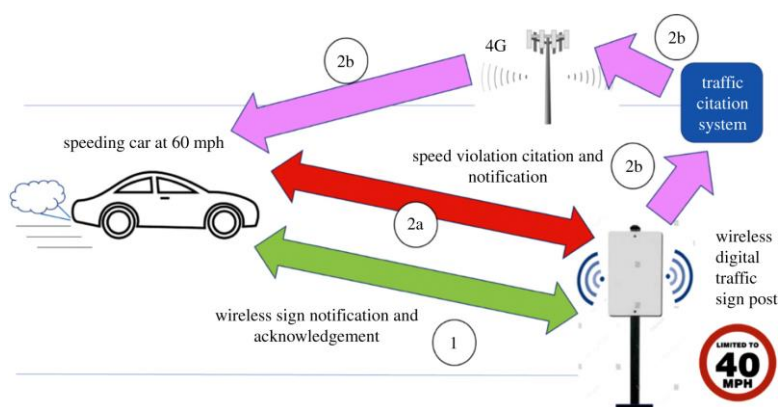 4G
2b
2b
traffic
citation
system
speeding car at 60 mph
speed violation citation and
notification
2b
2a
wireless
digital
traffic
sign post
wireless sign notification and
acknowledgement
1
LIMITED TO
40
MPH